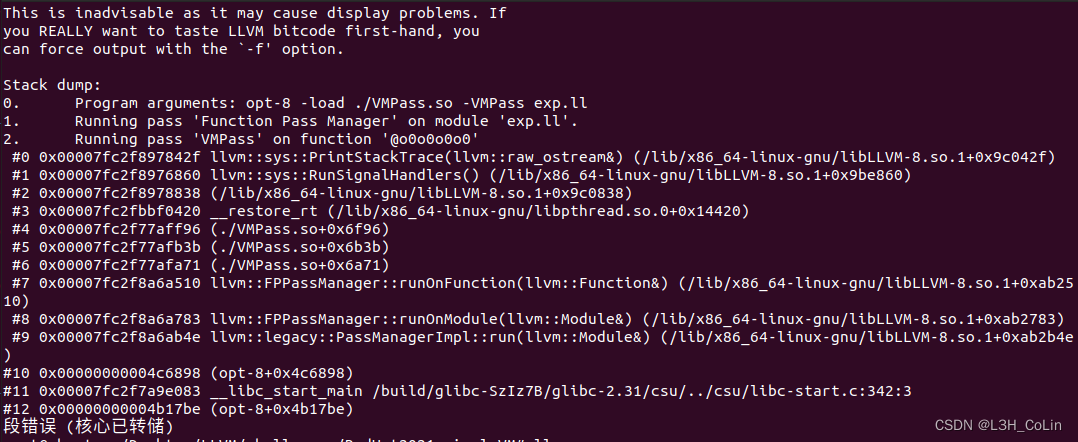 This is inadvisable as it may cause display problems. If
you REALLY want to taste LLVM bitcode first-hand, you
can force output with the `-f' option.
Stack dump:
0.      Program arguments: opt-8 -load ./VMPass.so -VMPass exp.ll
1.      Running pass 'Function Pass Manager' on module 'exp.ll'.
2.      Running pass 'VMPass' on function '@o0o0o0o0'
#0 0x00007fc2f897842f llvm::sys::PrintStackTrace(llvm::raw_ostream&) (/lib/x86_64-linux-gnu/libLLVM-8.so.1+0x9c042f)
#1 0x00007fc2f8976860 llvm::sys::RunSignalHandlers() (/lib/x86_64-linux-gnu/libLLVM-8.so.1+0x9be860)
#2 0x00007fc2f8978838 (/lib/x86_64-linux-gnu/libLLVM-8.so.1+0x9c0838)
#3 0x00007fc2fbbf0420 __restore_rt (/lib/x86_64-linux-gnu/libpthread.so.0+0x14420)
#4 0x00007fc2f77aff96 (./VMPass.so+0x6f96)
#5 0x00007fc2f77afb3b (./VMPass.so+0x6b3b)
#6 0x00007fc2f77afa71 (./VMPass.so+0x6a71)
#7 0x00007fc2f8a6a510 llvm::FPPassManager::runOnFunction(llvm::Function&) (/lib/x86_64-linux-gnu/libLLVM-8.so.1+0xab25
10)
#8 0x00007fc2f8a6a783 llvm::FPPassManager::runOnModule(llvm::Module&) (/lib/x86_64-linux-gnu/libLLVM-8.so.1+0xab2783)
#9 0x00007fc2f8a6ab4e llvm::legacy::PassManagerImpl::run(llvm::Module&) (/lib/x86_64-linux-gnu/libLLVM-8.so.1+0xab2b4e
)
#10 0x00000000004c6898 (opt-8+0x4c6898)
#11 0x00007fc2f7a9e083 __libc_start_main /build/glibc-SzIz7B/glibc-2.31/csu/../csu/libc-start.c:342:3
#12 0x00000000004b17be (opt-8+0x4b17be)
段错误 (核心已转储)
CSDN @L3H_CoLin